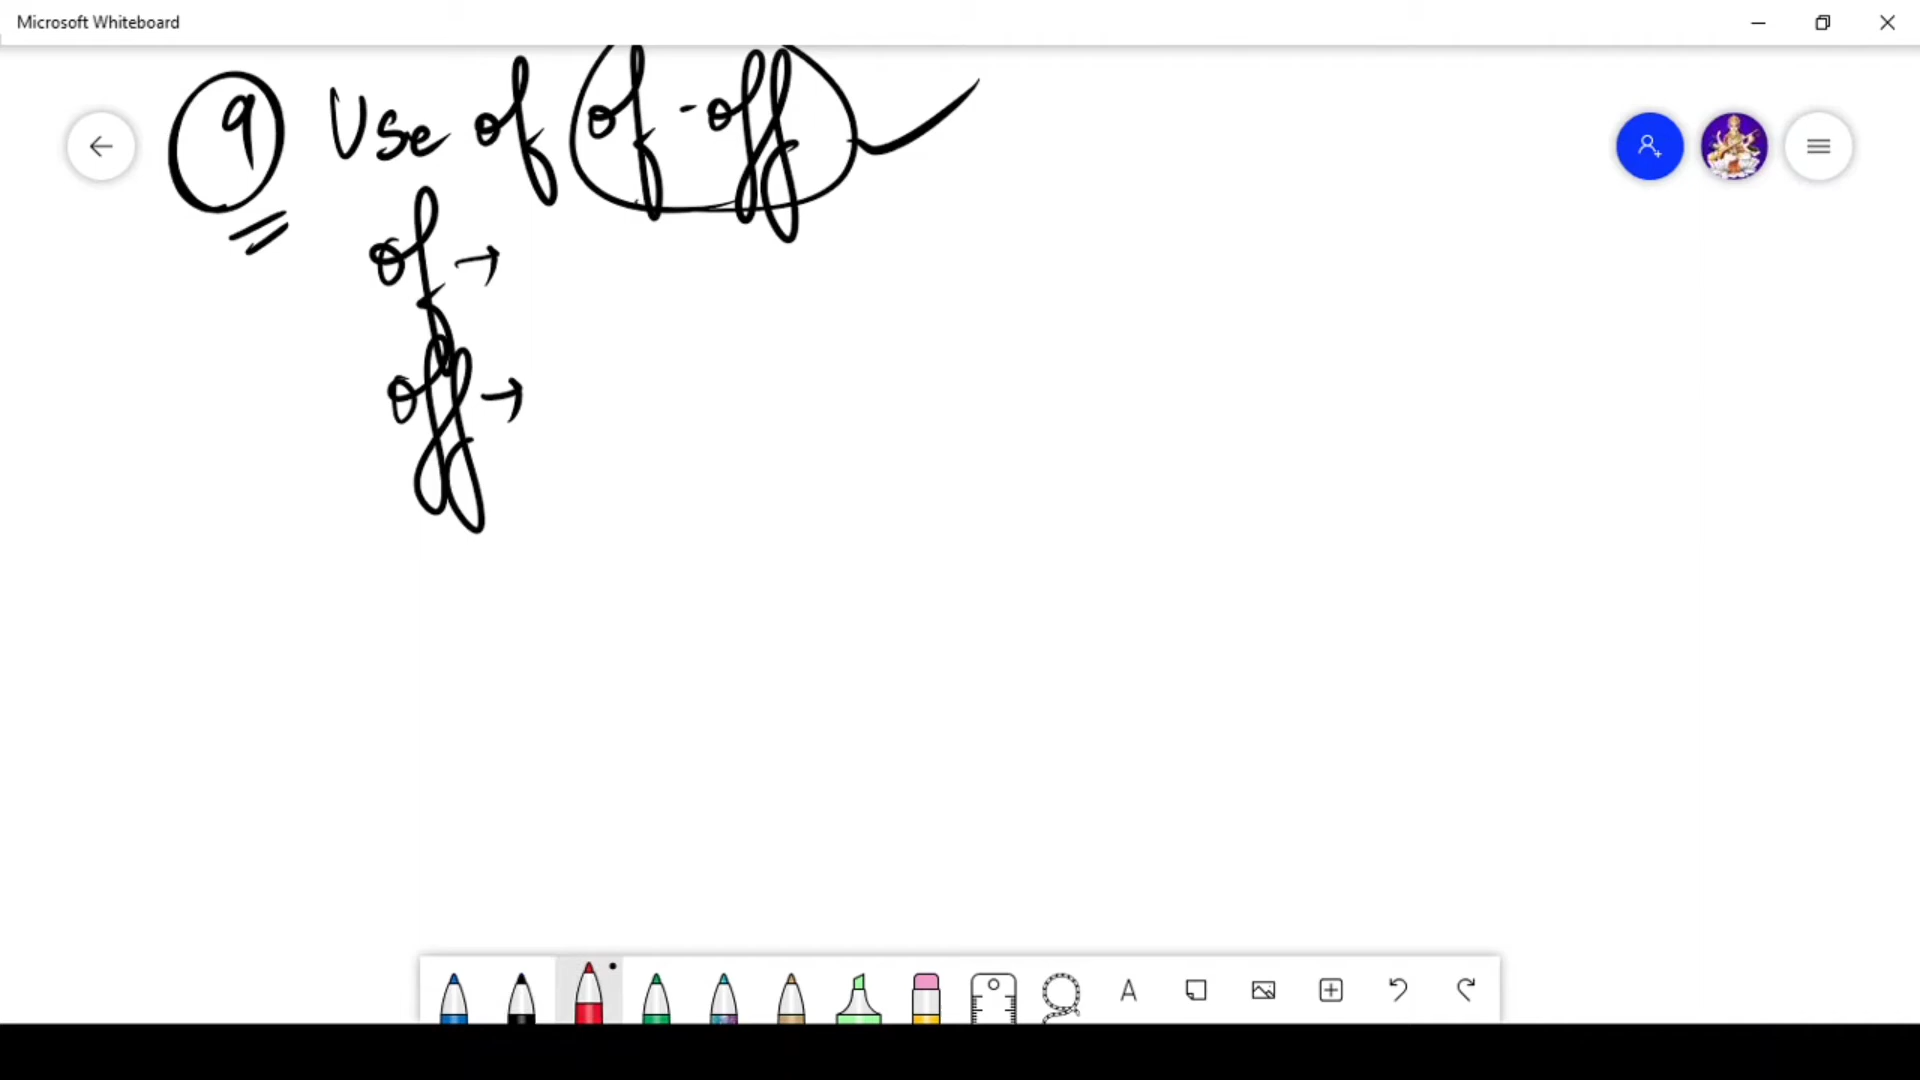 Microsoft Whiteboard
9 Use of of - off
of →
off →
A